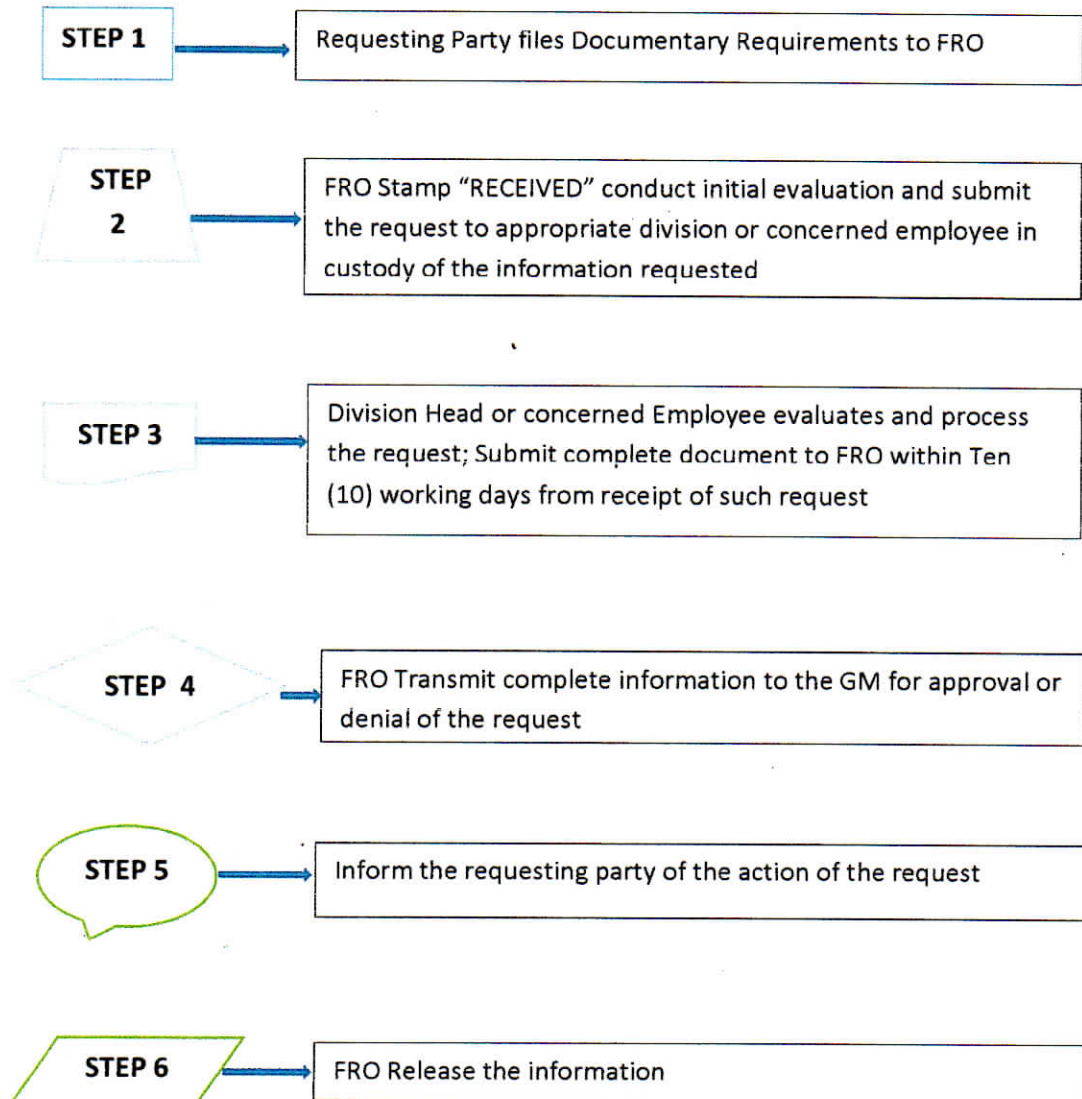 STEP 1
Requesting Party files Documentary Requirements to FRO
STEP
2
FRO Stamp “RECEIVED” conduct initial evaluation and submit
the request to appropriate division or concerned employee in
custody of the information requested
STEP 3
Division Head or concerned Employee evaluates and process
the request; Submit complete document to FRO within Ten
(10) working days from receipt of such request
STEP 4
FRO Transmit complete information to the GM for approval or
denial of the request
STEP 5
Inform the requesting party of the action of the request
STEP 6
FRO Release the information